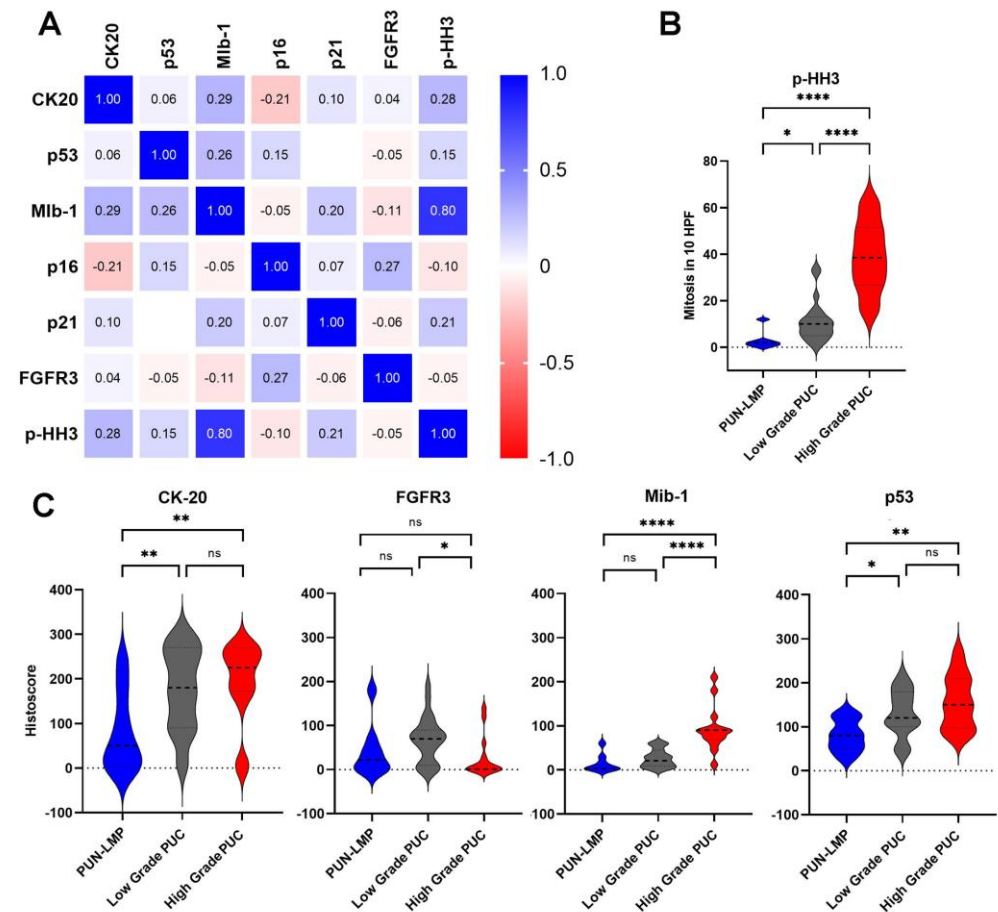 A
CK20 p53 MIb-1 p16 p21 FGFR3 p-HH3
CK20 1.00 0.06 0.29 -0.21 0.10 0.04 0.28
p53 0.06 1.00 0.26 0.15 -0.05 0.15
MIb-1 0.29 0.26 1.00 -0.05 0.20 -0.11 0.80
p16 -0.21 0.15 -0.05 1.00 0.07 0.27 -0.10
p21 0.10 0.20 0.07 1.00 -0.06 0.21
FGFR3 0.04 -0.05 -0.11 0.27 -0.06 1.00 -0.05
p-HH3 0.28 0.15 0.80 -0.10 0.21 -0.05 1.00
1.0
0.5
0
-0.5
-1.0
B
p-HH3
****
* ****
Mitosis in 10 HPF
80
60
40
20
0
PUN-LMP Low Grade PUC High Grade PUC
C
CK-20
**
** ns
Histoscore
400
300
200
100
0
-100
PUN-LMP Low Grade PUC High Grade PUC
FGFR3
ns
ns *
400
300
200
100
0
-100
PUN-LMP Low Grade PUC High Grade PUC
Mib-1
****
ns ****
400
300
200
100
0
-100
PUN-LMP Low Grade PUC High Grade PUC
p53
**
* ns
400
300
200
100
0
-100
PUN-LMP Low Grade PUC High Grade PUC